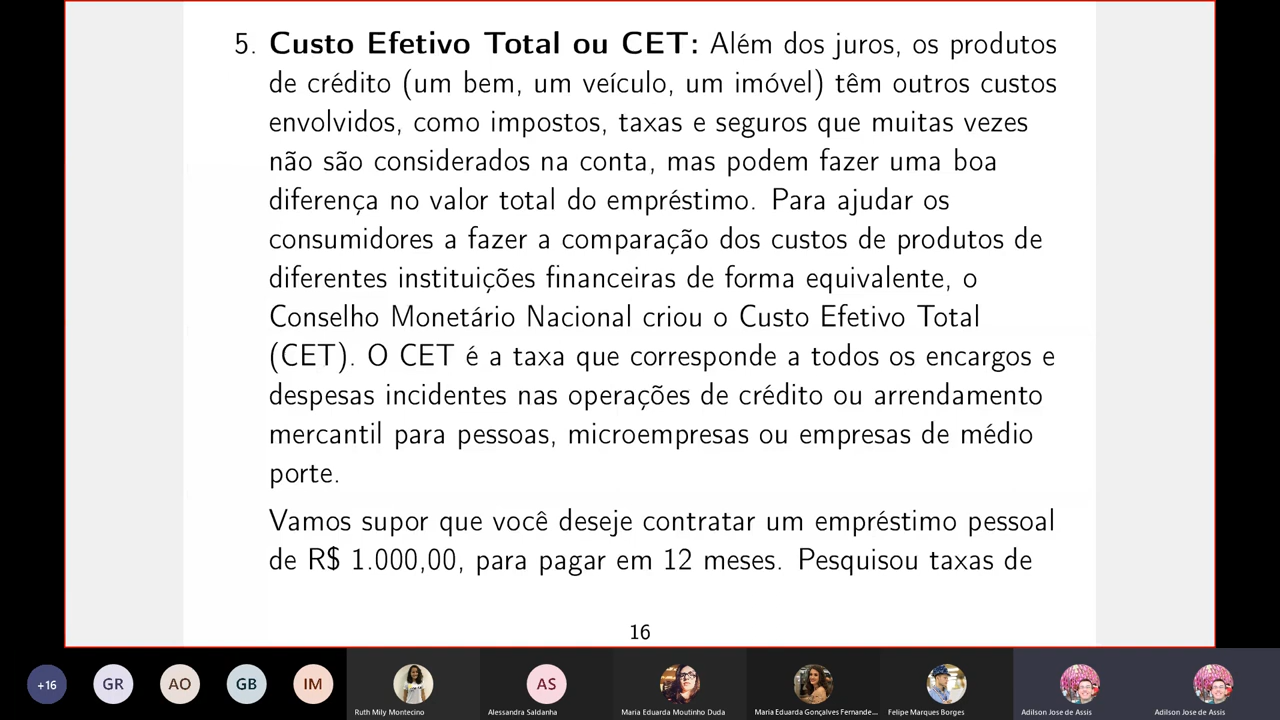 5. Custo Efetivo Total ou CET: Além dos juros, os produtos
de crédito (um bem, um veículo, um imóvel) têm outros custos
envolvidos, como impostos, taxas e seguros que muitas vezes
não são considerados na conta, mas podem fazer uma boa
diferença no valor total do empréstimo. Para ajudar os
consumidores a fazer a comparação dos custos de produtos de
diferentes instituições financeiras de forma equivalente, o
Conselho Monetário Nacional criou o Custo Efetivo Total
(CET). O CET é a taxa que corresponde a todos os encargos e
despesas incidentes nas operações de crédito ou arrendamento
mercantil para pessoas, microempresas ou empresas de médio
porte.
Vamos supor que você deseje contratar um empréstimo pessoal
de R$ 1.000,00, para pagar em 12 meses. Pesquisou taxas de
16
+16 GR AO GB IM AS
Ruth Mily Montecino Alessandra Saldanha Maria Eduarda Moutinho Duda Maria Eduarda Gonçalves Fernande... Felipe Marques Borges Adilson Jose de Assis Adilson Jose de Assis